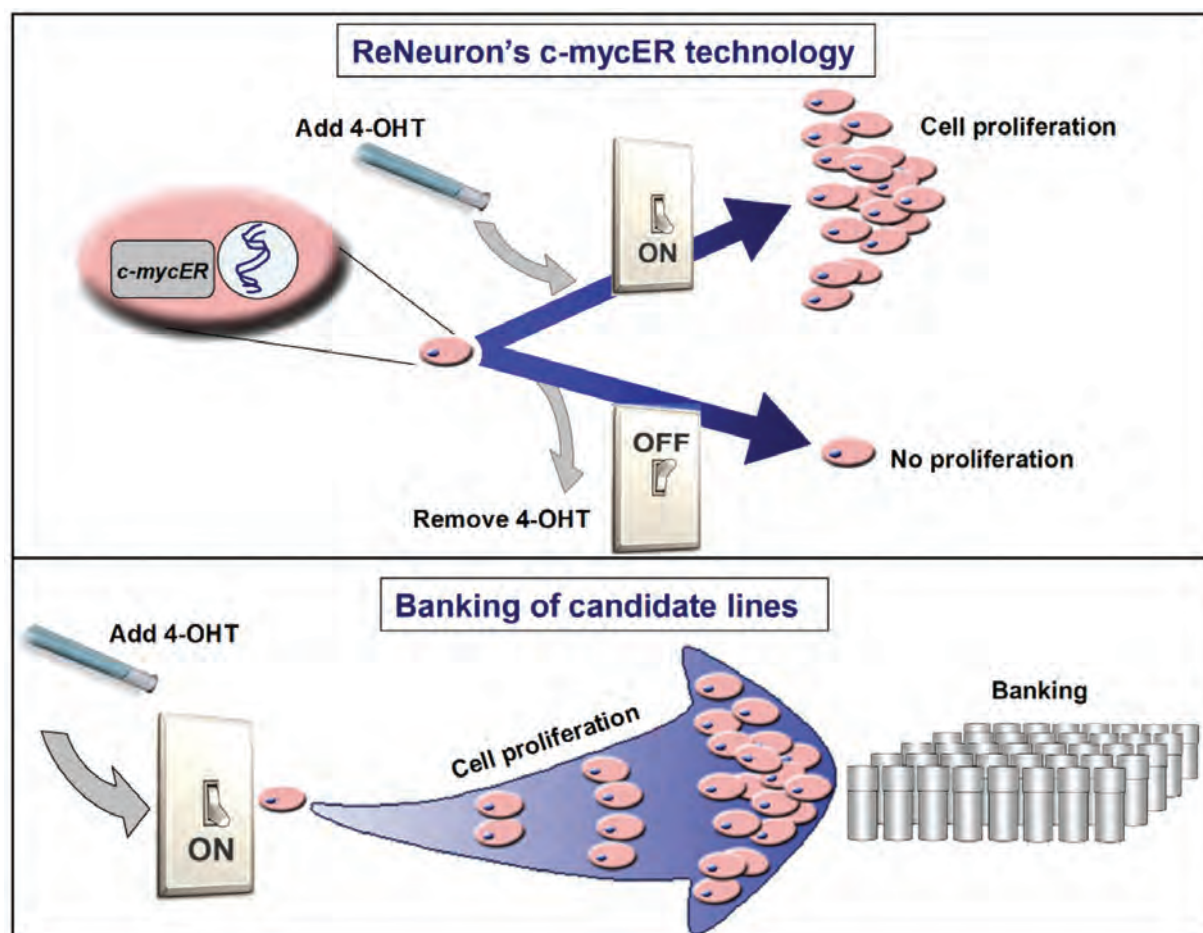 ReNeuron's c-mycER technology
Add 4-OHT
Cell proliferation
ON
c-mycER
OFF
No proliferation
Remove 4-OHT
Banking of candidate lines
Add 4-OHT
Banking
Cell proliferation
ON